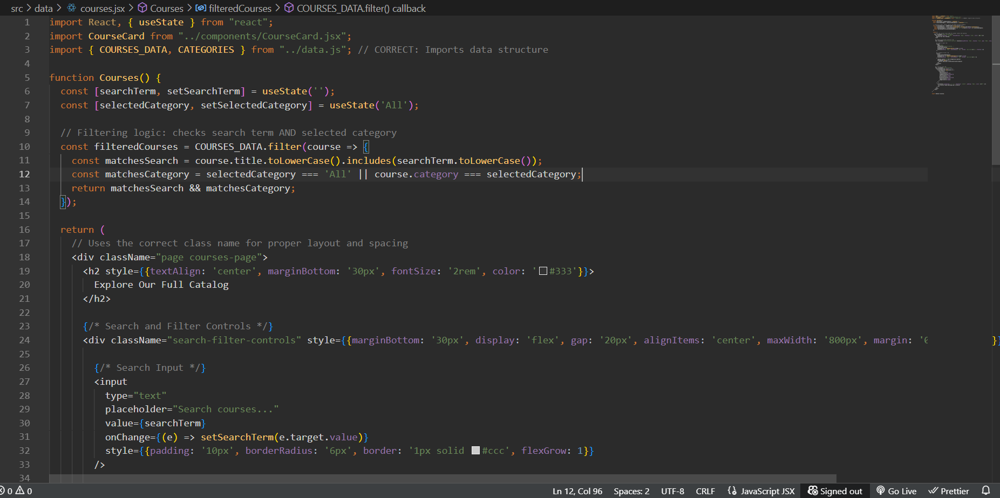 src > data > courses.jsx > Courses > filteredCourses > COURSES_DATA.filter() callback
1 import React, { useState } from "react";
2 import CourseCard from "../components/CourseCard.jsx";
3 import { COURSES_DATA, CATEGORIES } from "../data.js"; // CORRECT: Imports data structure
4
5 function Courses() {
6 const [searchTerm, setSearchTerm] = useState('');
7 const [selectedCategory, setSelectedCategory] = useState('All');
8
9 // Filtering logic: checks search term AND selected category
10 const filteredCourses = COURSES_DATA.filter(course => {
11 const matchesSearch = course.title.toLowerCase().includes(searchTerm.toLowerCase());
12 const matchesCategory = selectedCategory === 'All' || course.category === selectedCategory;
13 return matchesSearch && matchesCategory;
14 });
15
16 return (
17 // Uses the correct class name for proper layout and spacing
18 <div className="page courses-page">
19 <h2 style={{textAlign: 'center', marginBottom: '30px', fontSize: '2rem', color: '#333'}}>
20 Explore Our Full Catalog
21 </h2>
22
23 {/* Search and Filter Controls */}
24 <div className="search-filter-controls" style={{marginBottom: '30px', display: 'flex', gap: '20px', alignItems: 'center', maxWidth: '800px', margin: '0 }}
25
26 {/* Search Input */}
27 <input
28 type="text"
29 placeholder="Search courses..."
30 value={searchTerm}
31 onChange={(e) => setSearchTerm(e.target.value)}
32 style={{padding: '10px', borderRadius: '6px', border: '1px solid #ccc', flexGrow: 1}}
33 />
34
0 0 Ln 12, Col 96 Spaces: 2 UTF-8 CRLF JavaScript JSX Signed out Go Live Prettier